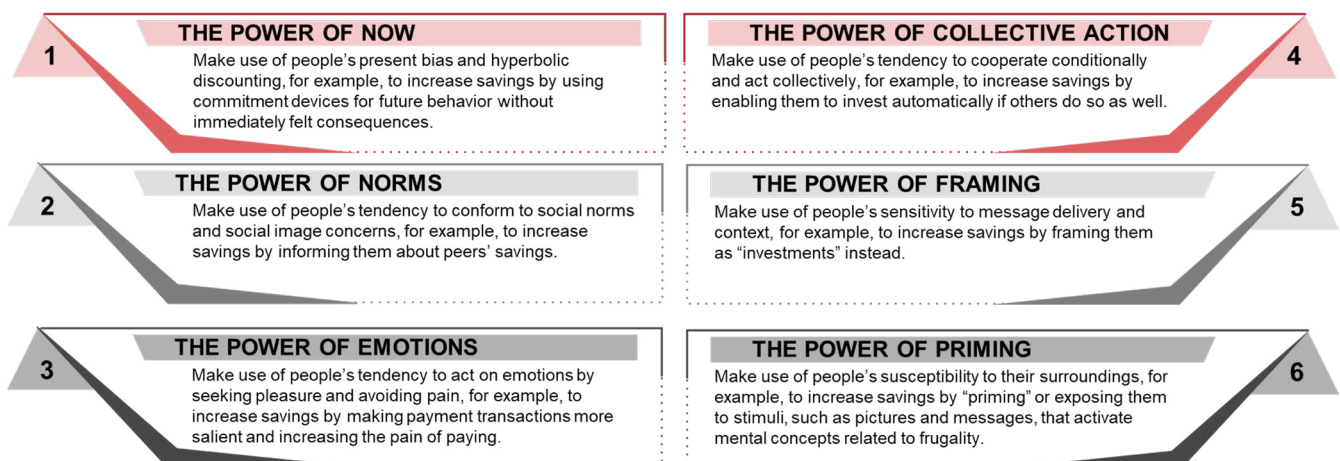 1
THE POWER OF NOW
Make use of people's present bias and hyperbolic
discounting, for example, to increase savings by using
commitment devices for future behavior without
immediately felt consequences.
2
THE POWER OF NORMS
Make use of people's tendency to conform to social norms
and social image concerns, for example, to increase
savings by informing them about peers' savings.
3
THE POWER OF EMOTIONS
Make use of people's tendency to act on emotions by
seeking pleasure and avoiding pain, for example, to
increase savings by making payment transactions more
salient and increasing the pain of paying.
THE POWER OF COLLECTIVE ACTION
4
Make use of people's tendency to cooperate conditionally
and act collectively, for example, to increase savings by
enabling them to invest automatically if others do so as well.
THE POWER OF FRAMING
5
Make use of people's sensitivity to message delivery and
context, for example, to increase savings by framing them
as “investments” instead.
THE POWER OF PRIMING
6
Make use of people's susceptibility to their surroundings, for
example, to increase savings by “priming” or exposing them
to stimuli, such as pictures and messages, that activate
mental concepts related to frugality.